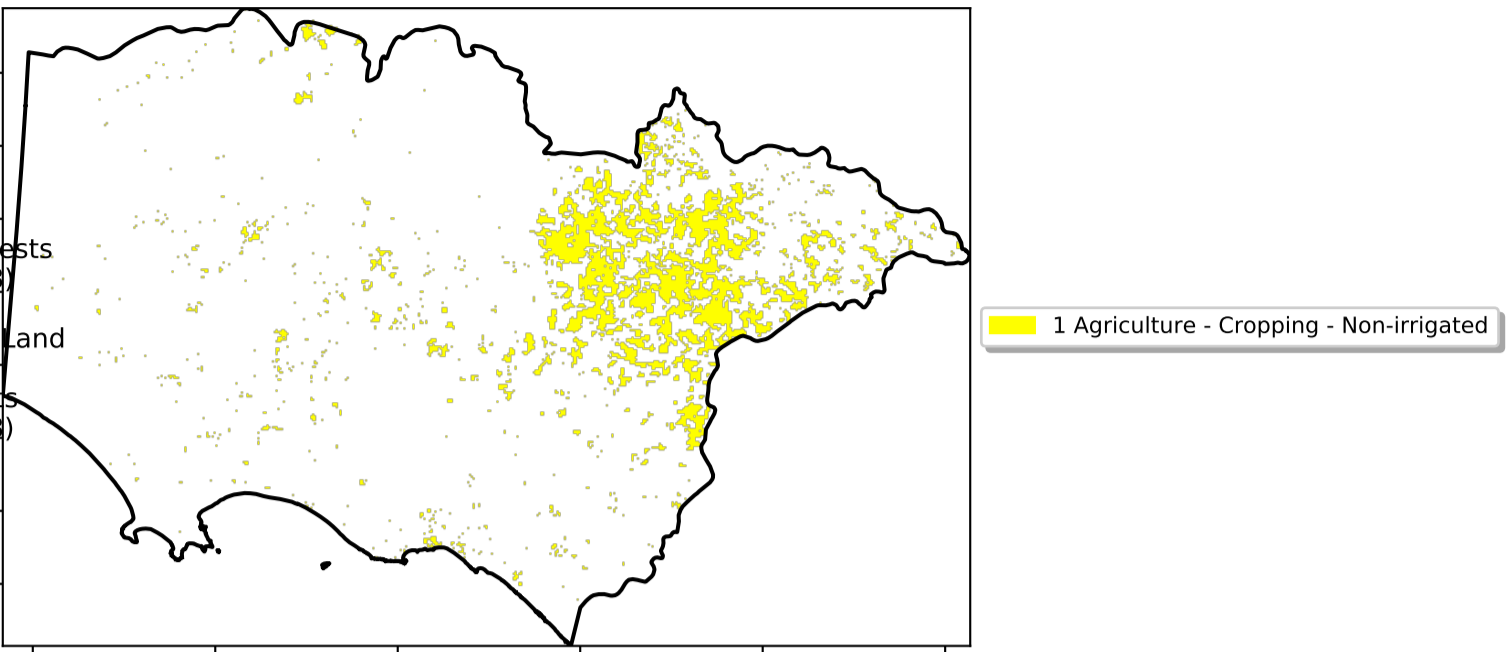 ests
)
Land
s
)
1 Agriculture - Cropping - Non-irrigated